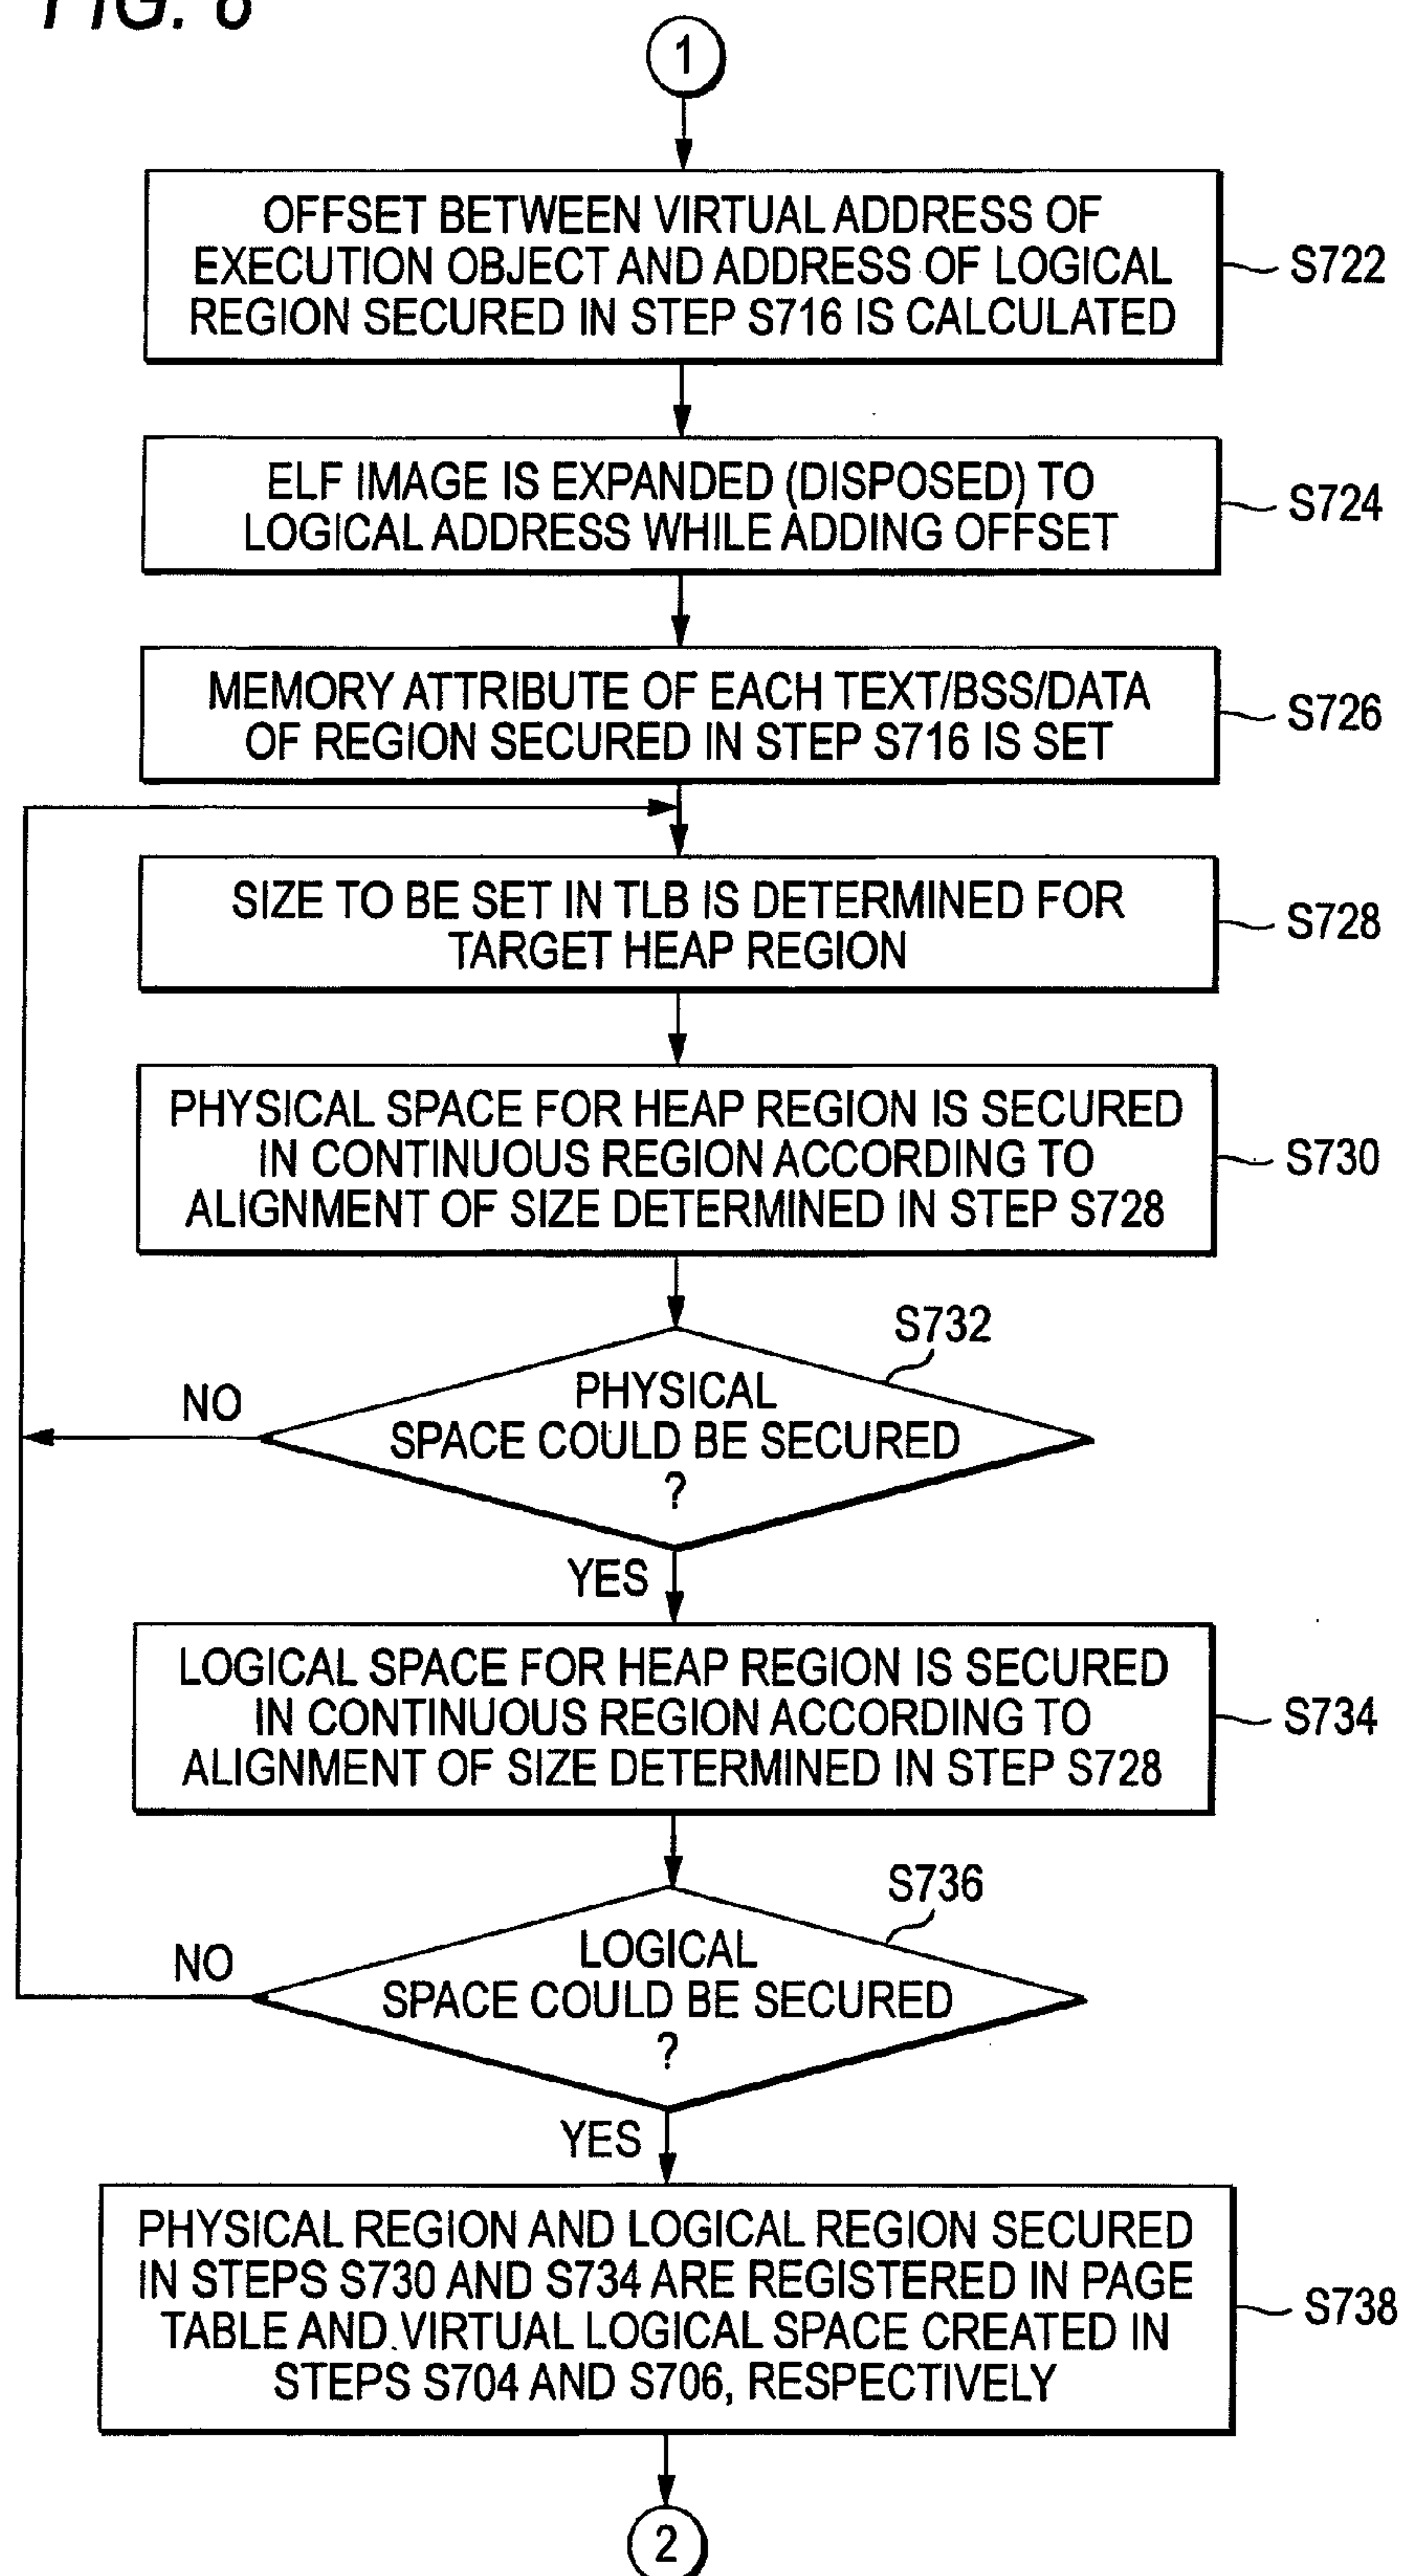 1
OFFSET BETWEEN VIRTUAL ADDRESS OF
EXECUTION OBJECT AND ADDRESS OF LOGICAL
REGION SECURED IN STEP S716 IS CALCULATED
S722
ELF IMAGE IS EXPANDED (DISPOSED) TO
LOGICAL ADDRESS WHILE ADDING OFFSET
S724
MEMORY ATTRIBUTE OF EACH TEXT/BSS/DATA
OF REGION SECURED IN STEP S716 IS SET
S726
SIZE TO BE SET IN TLB IS DETERMINED FOR
TARGET HEAP REGION
S728
PHYSICAL SPACE FOR HEAP REGION IS SECURED
IN CONTINUOUS REGION ACCORDING TO
ALIGNMENT OF SIZE DETERMINED IN STEP S728
S730
S732
PHYSICAL
SPACE COULD BE SECURED
?
NO
YES
LOGICAL SPACE FOR HEAP REGION IS SECURED
IN CONTINUOUS REGION ACCORDING TO
ALIGNMENT OF SIZE DETERMINED IN STEP S728
S734
S736
LOGICAL
SPACE COULD BE SECURED
?
NO
YES
PHYSICAL REGION AND LOGICAL REGION SECURED
IN STEPS S730 AND S734 ARE REGISTERED IN PAGE
TABLE AND VIRTUAL LOGICAL SPACE CREATED IN
STEPS S704 AND S706, RESPECTIVELY
S738
2